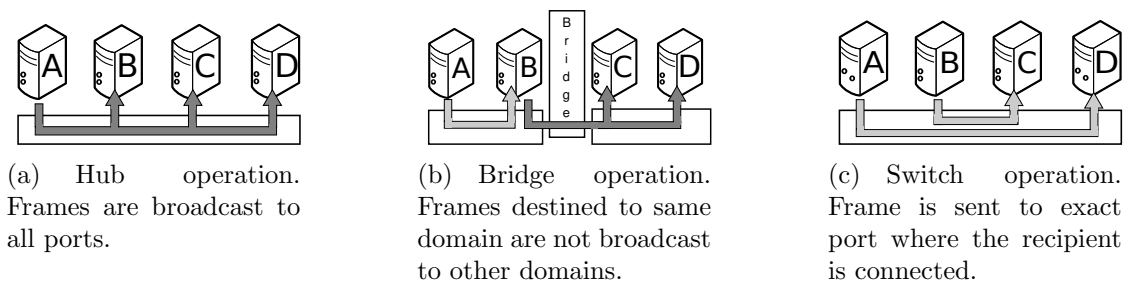 A B C D
(a) Hub operation.
Frames are broadcast to
all ports.
A B Bridge C D
(b) Bridge operation.
Frames destined to same
domain are not broadcast
to other domains.
A B C D
(c) Switch operation.
Frame is sent to exact
port where the recipient
is connected.